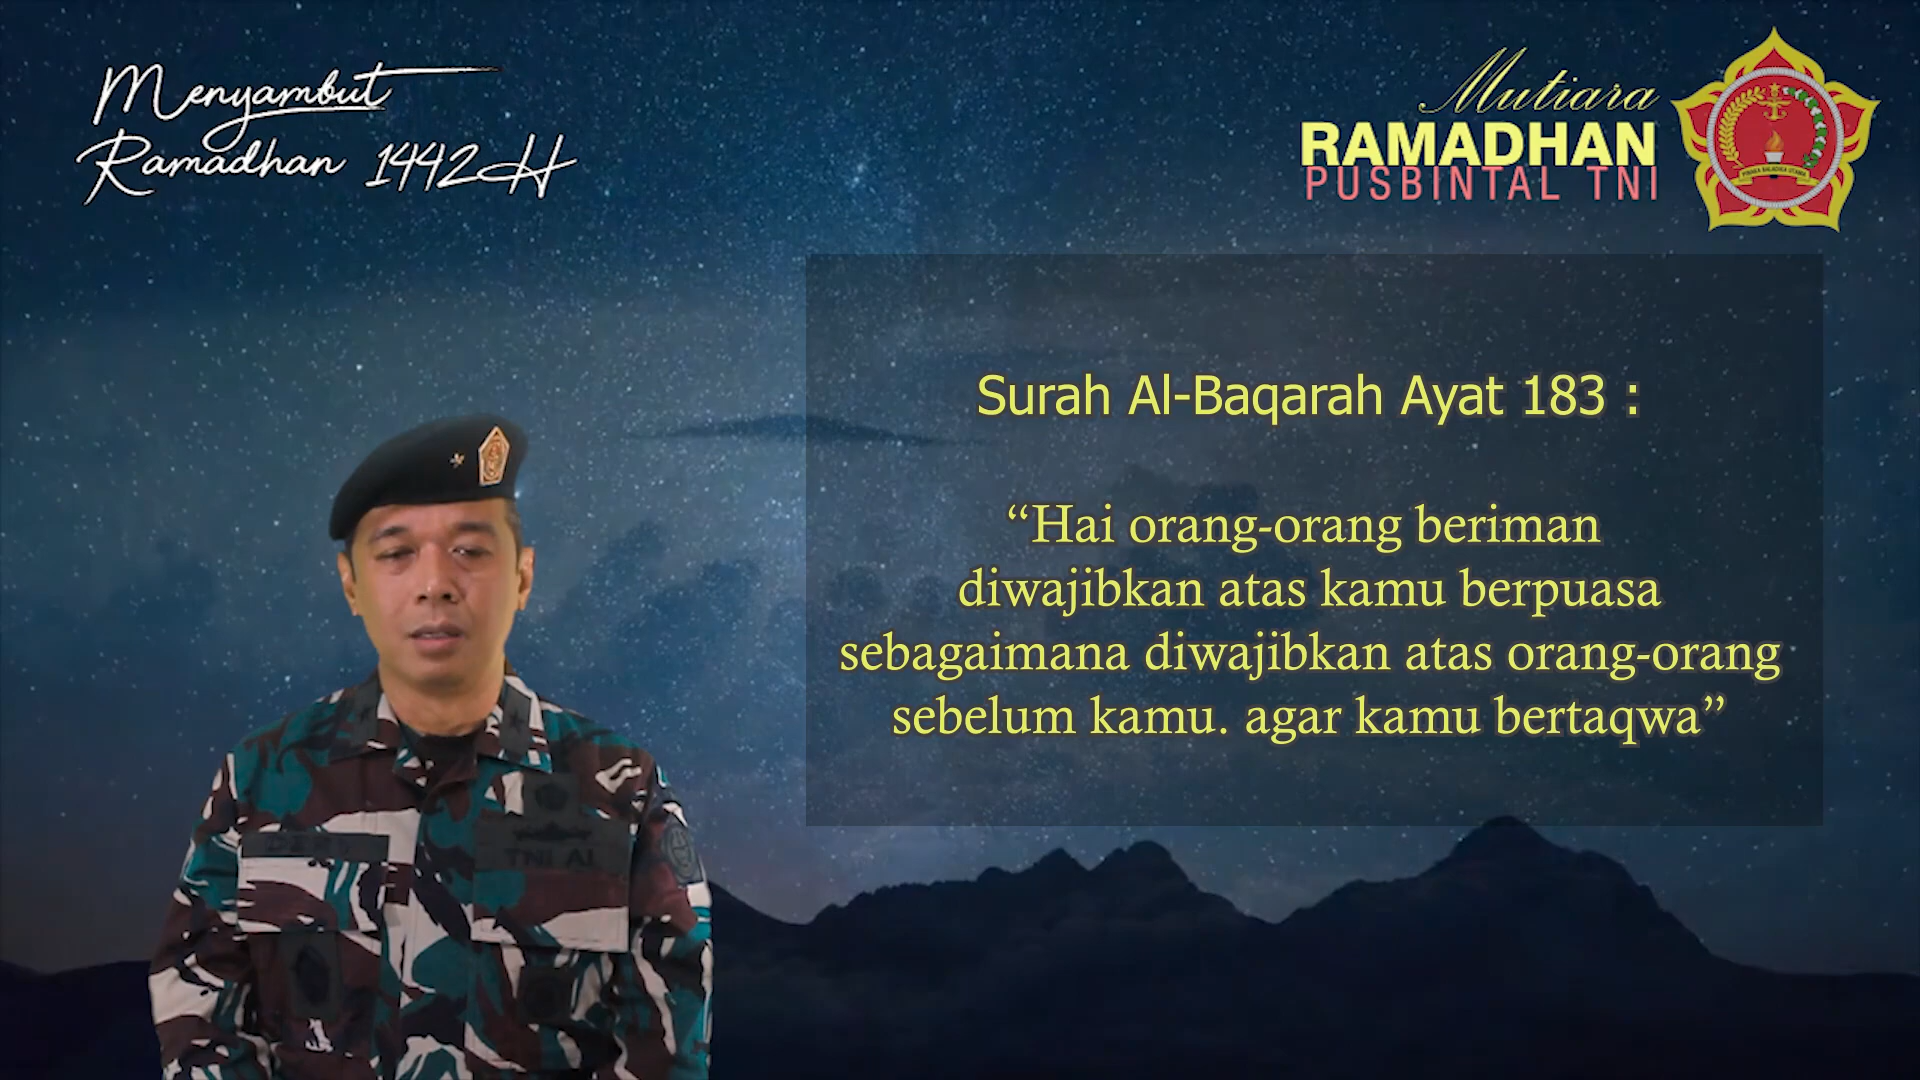 Menyambut
Ramadhan 1442 H
Mutiara
RAMADHAN
PUSBINTAL TNI
Surah Al-Baqarah Ayat 183 :
“Hai orang-orang beriman
diwajibkan atas kamu berpuasa
sebagaimana diwajibkan atas orang-orang
sebelum kamu. agar kamu bertaqwa”
TNI AL